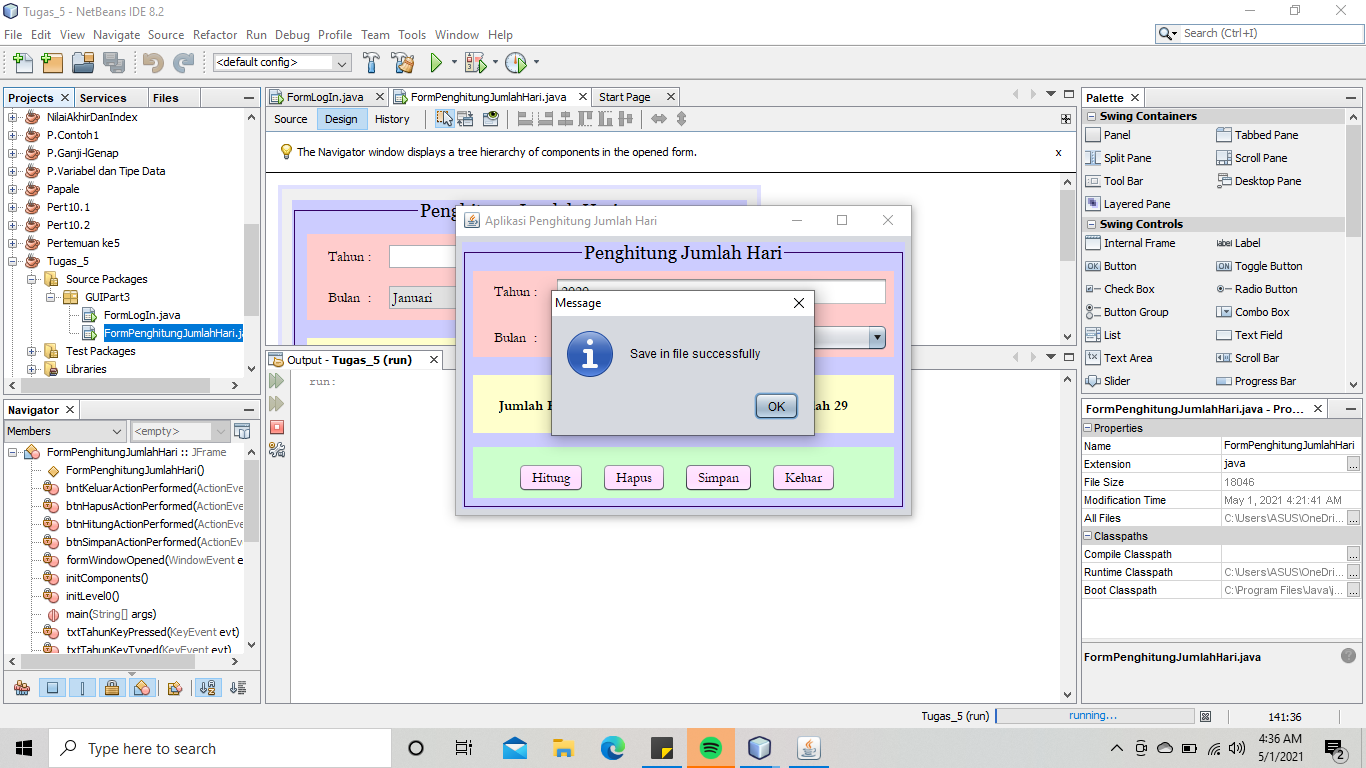 Tugas_5 - NetBeans IDE 8.2
File Edit View Navigate Source Refactor Run Debug Profile Team Tools Window Help
Search (Ctrl+I)
<default config>
Projects Services Files
NilaiAkhirDanIndex
P.Contoh1
P.Ganji-lGenap
P.Variabel dan Tipe Data
Papale
Pert10.1
Pert10.2
Pertemuan ke5
Tugas_5
Source Packages
GUIPart3
FormLogIn.java
FormPenghitungJumlahHari.ja
Test Packages
Libraries
Navigator
Members <empty>
FormPenghitungJumlahHari :: JFrame
FormPenghitungJumlahHari()
bntKeluarActionPerformed(ActionEve
btnHapusActionPerformed(ActionEve
btnHitungActionPerformed(ActionEve
btnSimpanActionPerformed(ActionEv
formWindowOpened(WindowEvent e
initComponents()
initLevel0()
main(String[] args)
txtTahunKeyPressed(KeyEvent evt)
txtTahunKeyTyped(KeyEvent evt)
FormLogIn.java FormPenghitungJumlahHari.java Start Page
Source Design History
The Navigator window displays a tree hierarchy of components in the opened form. x
Tahun :
Bulan : Januari
Output - Tugas_5 (run)
run:
Aplikasi Penghitung Jumlah Hari
Penghitung Jumlah Hari
Tahun : 2020
Bulan :
Message
Save in file successfully
OK
Hitung Hapus Simpan Keluar
Palette
Swing Containers
Panel Tabbed Pane
Split Pane Scroll Pane
Tool Bar Desktop Pane
Layered Pane
Swing Controls
Internal Frame Label
Button Toggle Button
Check Box Radio Button
Button Group Combo Box
List Text Field
Text Area Scroll Bar
Slider Progress Bar
FormPenghitungJumlahHari.java - Pro...
Properties
Name FormPenghitungJumlahHari
Extension java
File Size 18046
Modification Time May 1, 2021 4:21:41 AM
All Files C:\Users\ASUS\OneDri...
Classpaths
Compile Classpath
Runtime Classpath C:\Users\ASUS\OneDri...
Boot Classpath C:\Program Files\Java\j...
FormPenghitungJumlahHari.java
Tugas_5 (run) running... 141:36
Type here to search
4:36 AM
5/1/2021
2